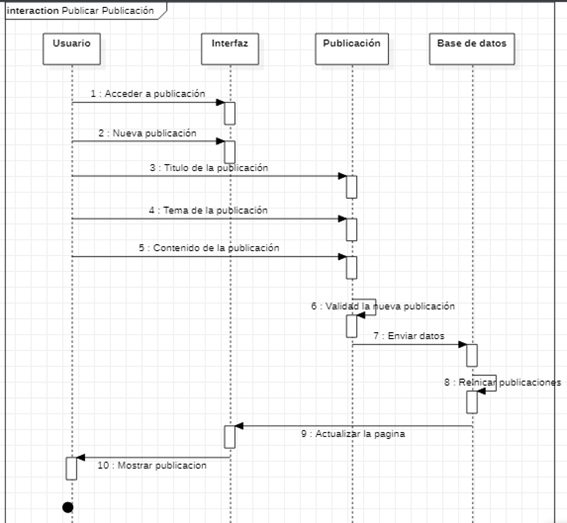 interaction Publicar Publicación
Usuario
Interfaz
Publicación
Base de datos
1 : Acceder a publicación
2 : Nueva publicación
3 : Titulo de la publicación
4 : Tema de la publicación
5 : Contenido de la publicación
6 : Validad la nueva publicación
7 : Enviar datos
8 : Reinicar publicaciones
9 : Actualizar la pagina
10 : Mostrar publicacion